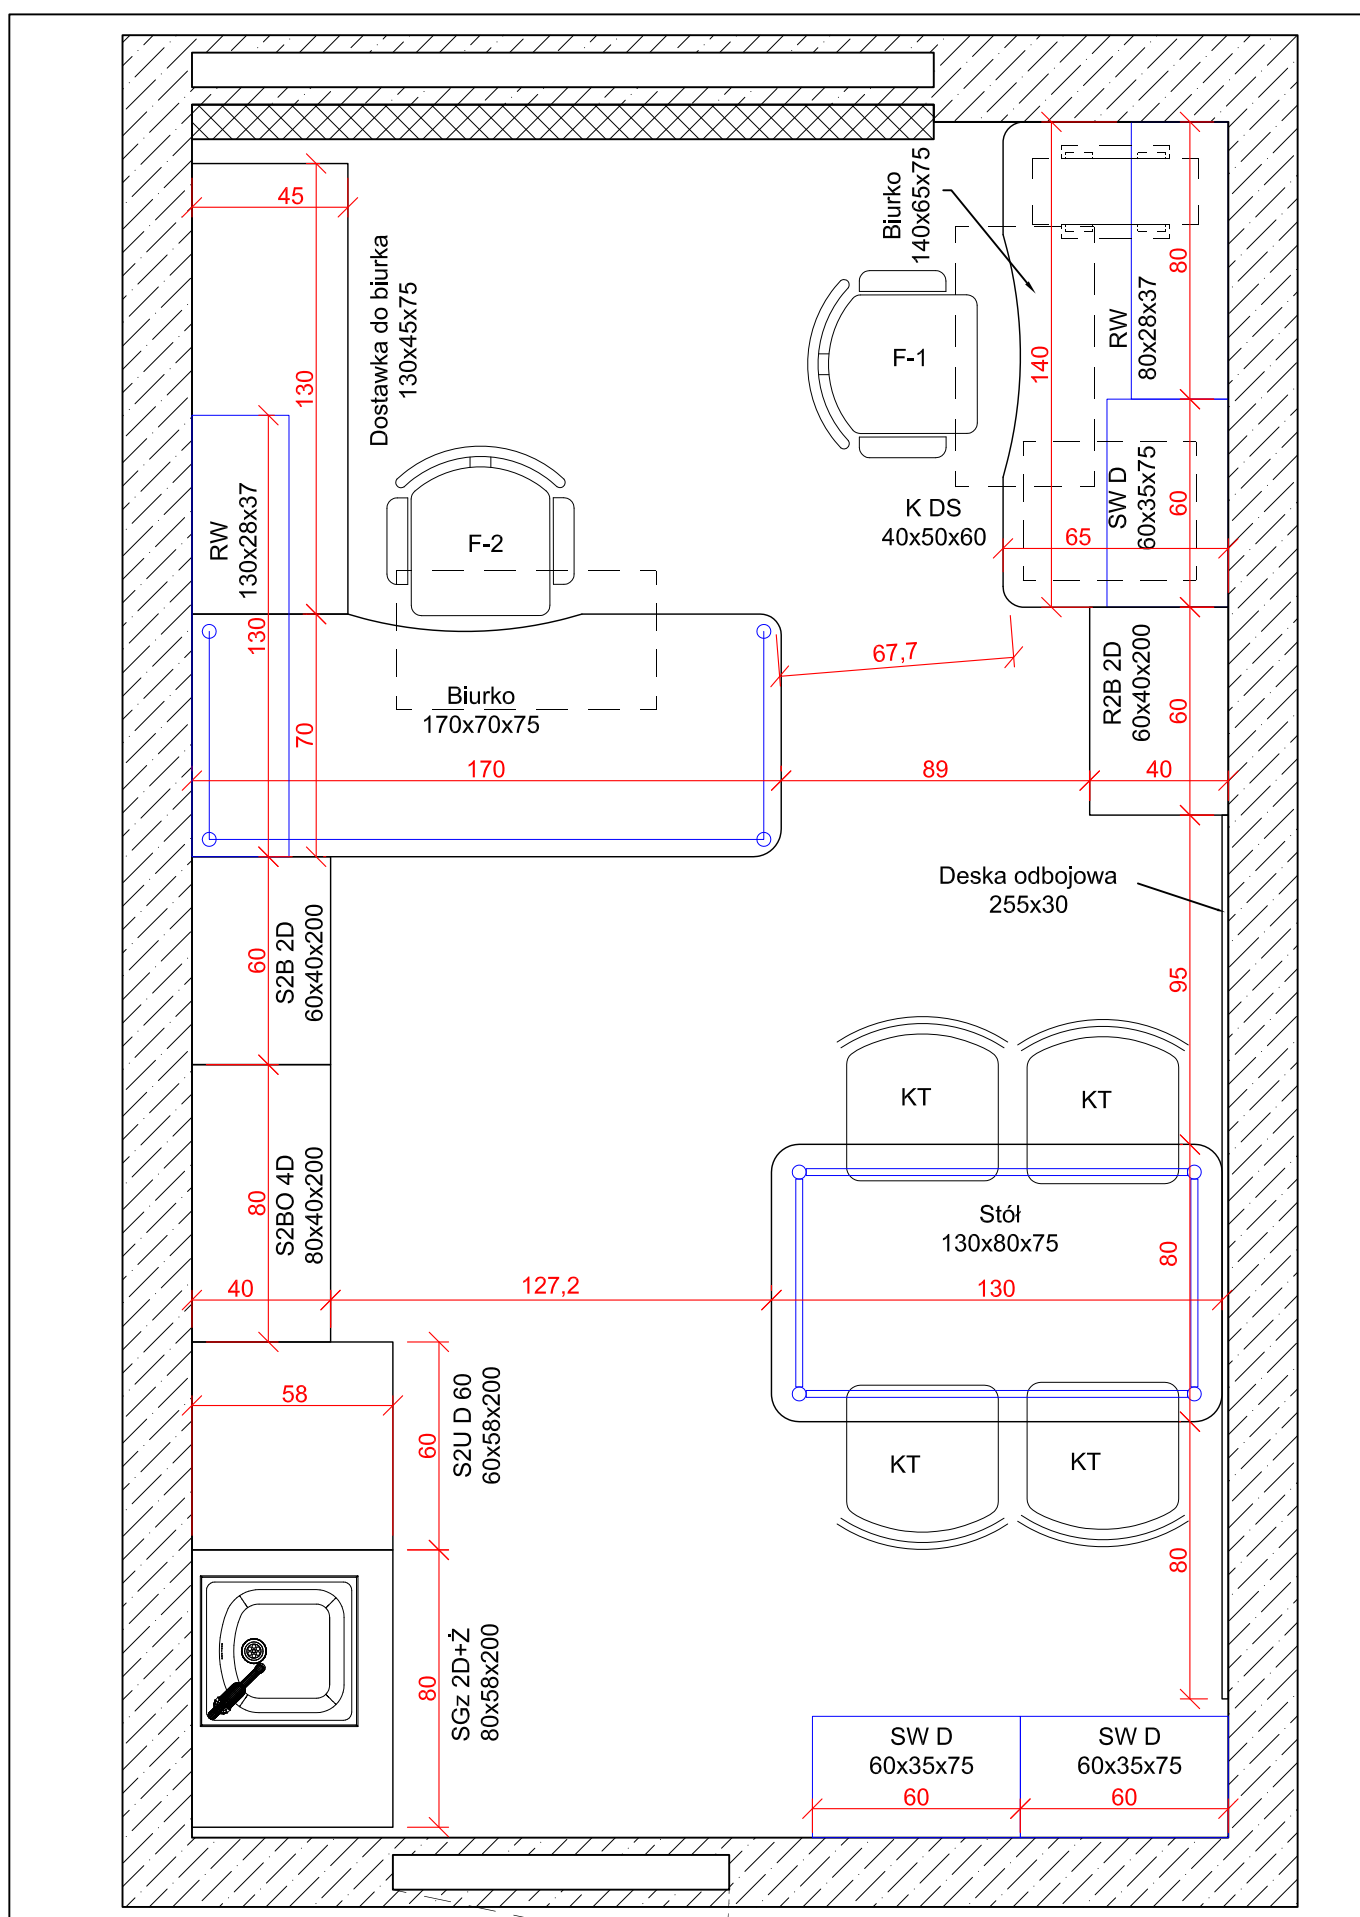 45
Dostawka do biurka
130x45x75
130
RW
130x28x37
130
70
F-2
Biurko
170x70x75
170
89
40
67,7
Biurko
140x65x75
F-1
K DS
40x50x60
140
65
80
RW
80x28x37
SW D
60x35x75
60
R2B 2D
60x40x200
60
Deska odbojowa
255x30
95
60
S2B 2D
60x40x200
80
S2BO 4D
80x40x200
40
127,2
130
KT
KT
Stół
130x80x75
80
KT
KT
80
58
60
S2U D 60
60x58x200
80
SGz 2D+Ż
80x58x200
SW D
60x35x75
60
SW D
60x35x75
60